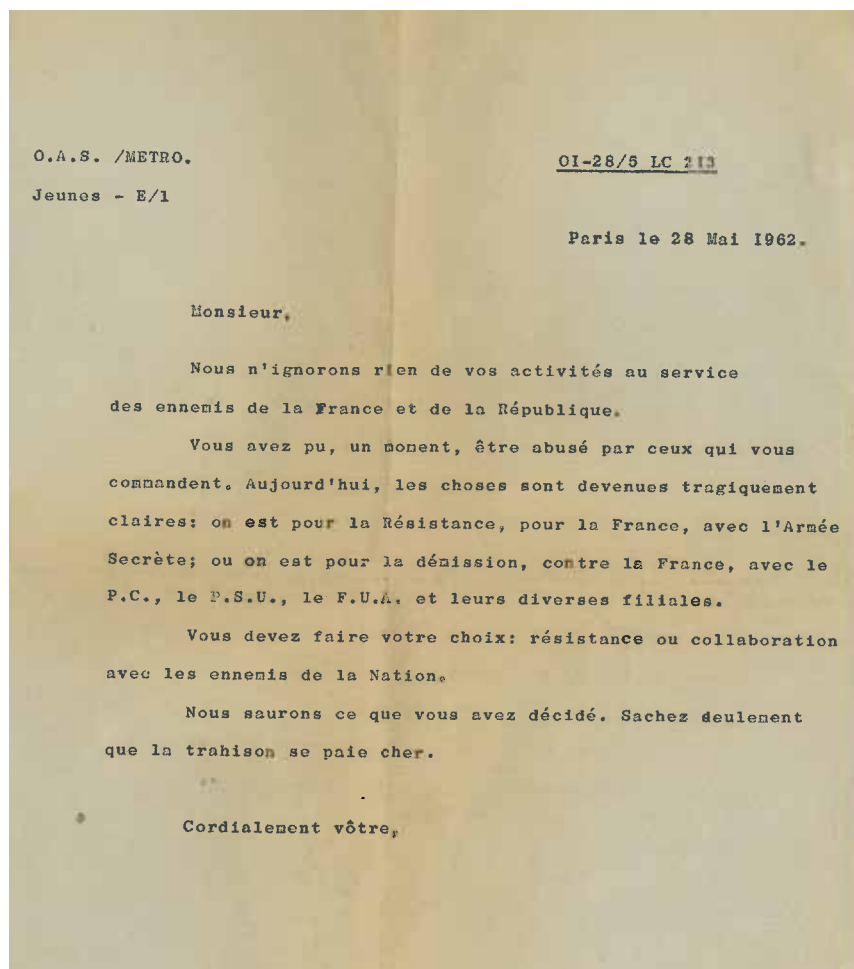 O.A.S. /METRO.
OI-28/5 LC 213
Jeunes - E/1
Paris le 28 Mai I962.
Monsieur,
Nous n'ignorons rien de vos activités au service
des ennemis de la France et de la République.
Vous avez pu, un moment, être abusé par ceux qui vous
commandent. Aujourd'hui, les choses sont devenues tragiquement
claires: on est pour la Résistance, pour la France, avec l'Armée
Secrète; ou on est pour la démission, contre la France, avec le
P.C., le P.S.U., le F.U.A. et leurs diverses filiales.
Vous devez faire votre choix: résistance ou collaboration
avec les ennemis de la Nation.
Nous saurons ce que vous avez décidé. Sachez deulement
que la trahison se paie cher.
Cordialement vôtre,